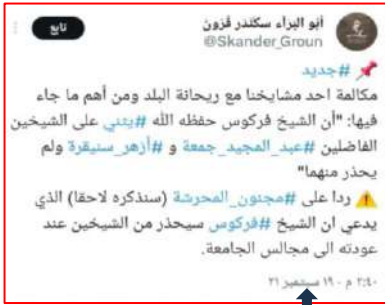 أبو البراء سكندر قرون
@Skander_Groun
تابع
📌 #جديد
مكالمة احد مشايخنا مع ريحانة البلد ومن أهم ما جاء
فيها: "أن الشيخ فركوس حفظه الله #يثني على الشيخين
الفاضلين #عبد_المجيد_جمعة و #أزهر_سنيقرة ولم
يحذر منهما"
⚠️ ردا على #مجنون_المحرشة (سنذكره لاحقا) الذي
يدعي ان الشيخ #فركوس سيحذر من الشيخين عند
عودته الى مجالس الجامعة.
٢:٤٠ م · ١٩ سبتمبر ٢١